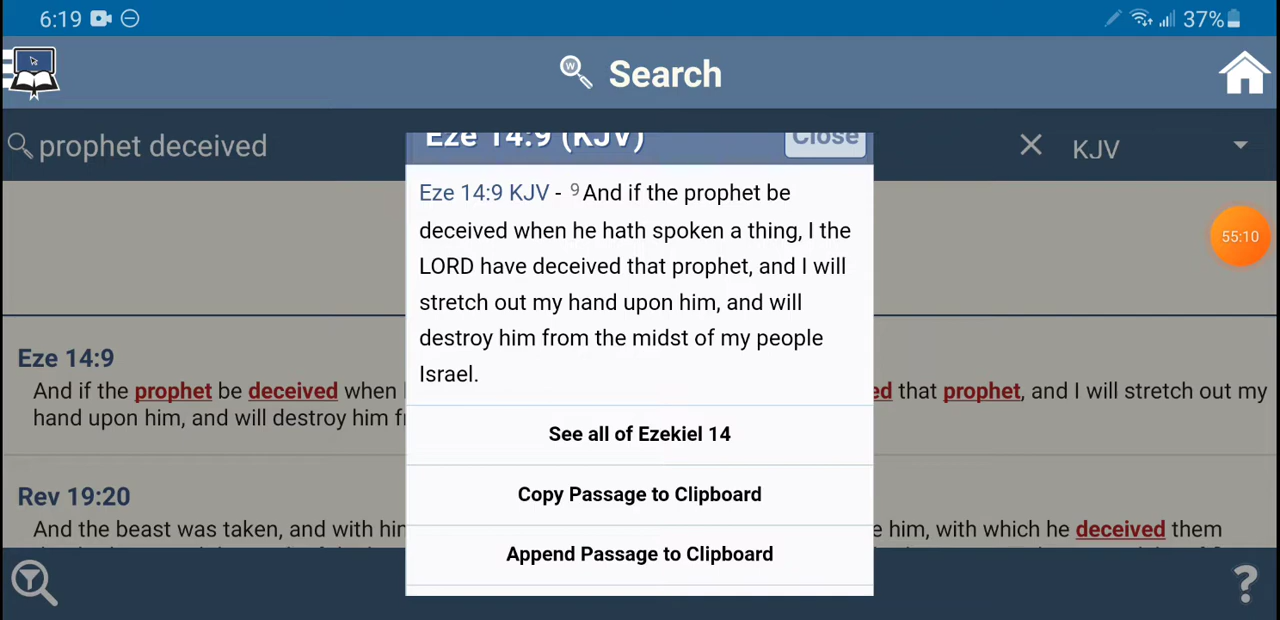 6:19
37%
W
Search
prophet deceived
KJV
Eze 14:9 (KJV)
Close
Eze 14:9 KJV - 9 And if the prophet be
deceived when he hath spoken a thing, I the
LORD have deceived that prophet, and I will
stretch out my hand upon him, and will
destroy him from the midst of my people
Israel.
55:10
See all of Ezekiel 14
Copy Passage to Clipboard
Append Passage to Clipboard
Eze 14:9
And if the prophet be deceived when
ed that prophet, and I will stretch out my
hand upon him, and will destroy him
Rev 19:20
And the beast was taken, and with
e him, with which he deceived them
?